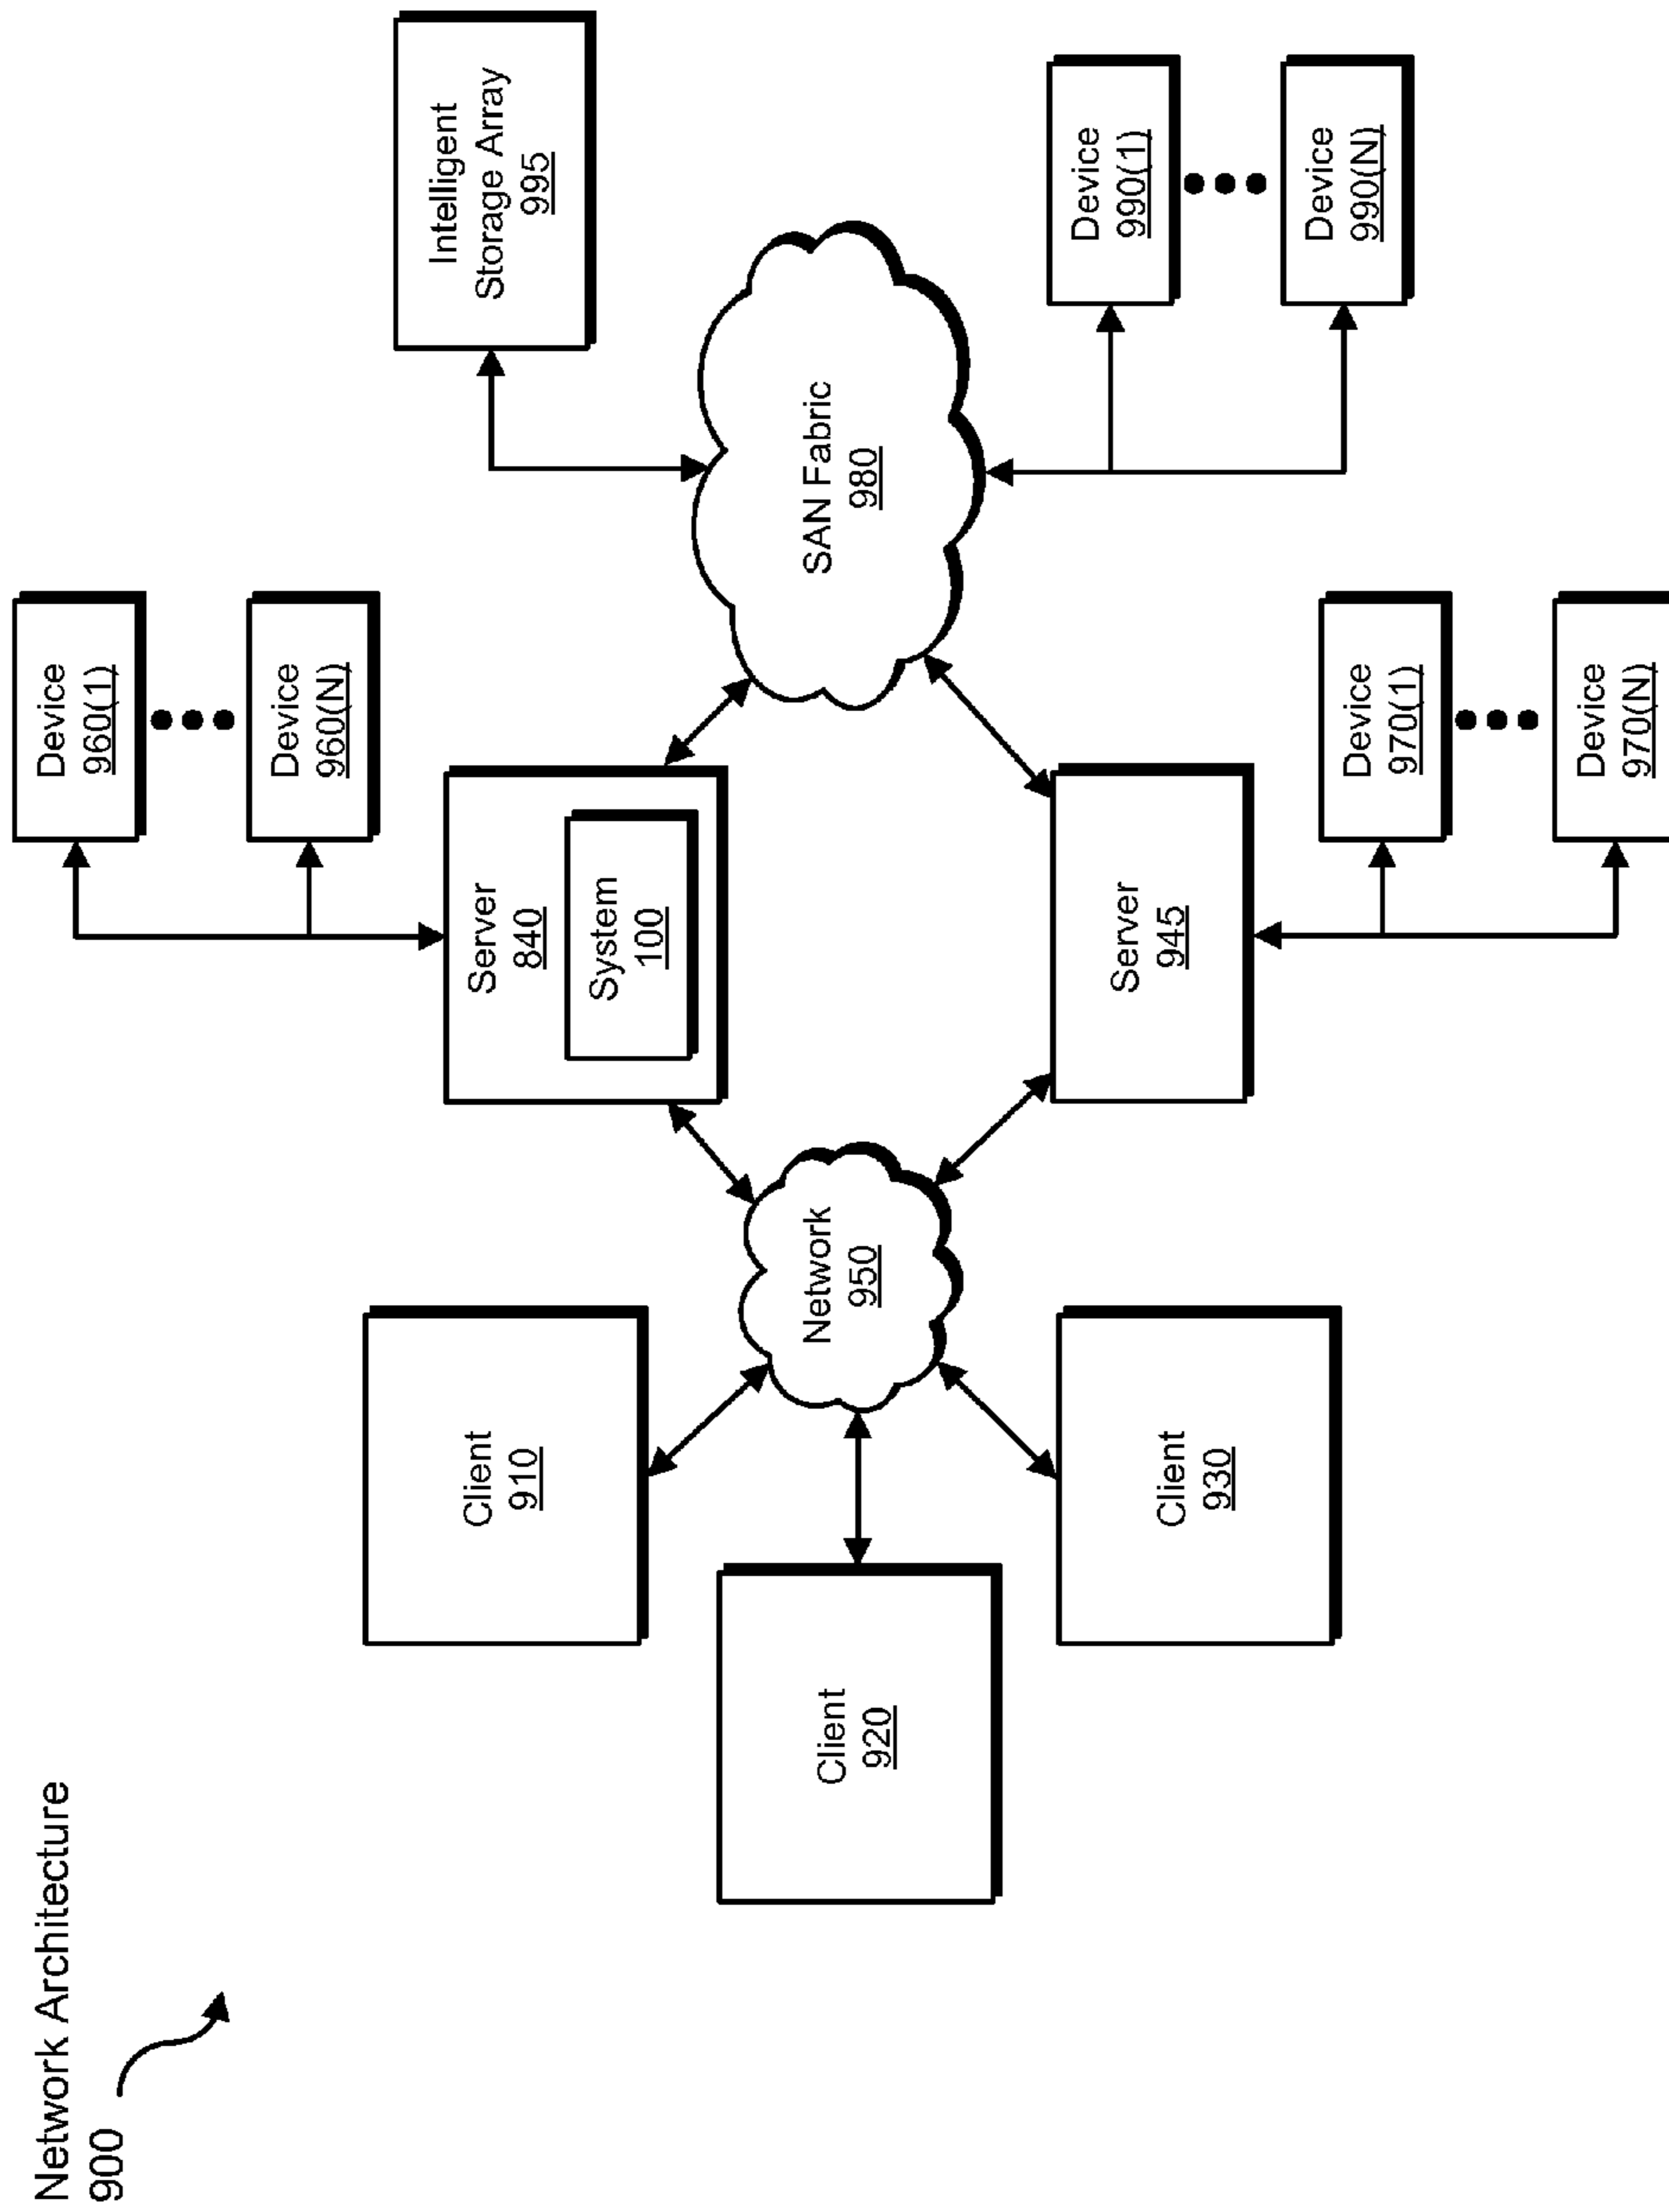 Network Architecture
900
Device
960(1)
Device
960(N)
Intelligent
Storage Array
995
Client
910
Server
840
System
100
Client
920
Network
950
SAN Fabric
980
Client
930
Server
945
Device
990(1)
Device
990(N)
Device
970(1)
Device
970(N)